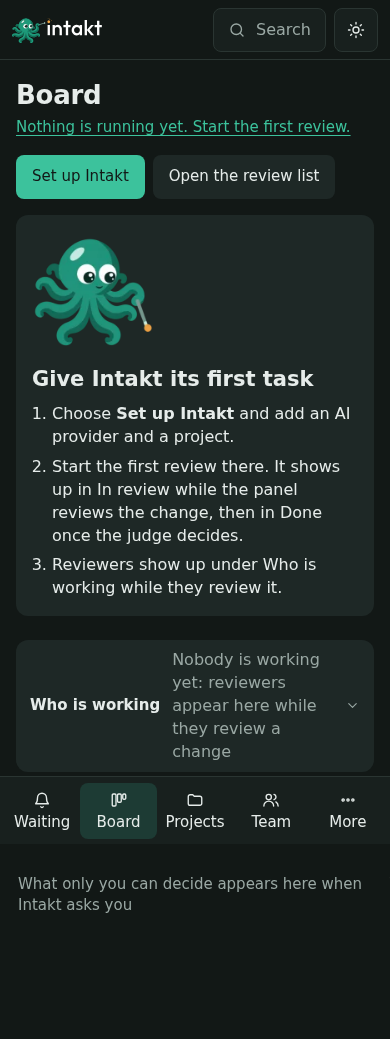 intakt
Search
Board
Nothing is running yet. Start the first review.
Set up Intakt
Open the review list
Give Intakt its first task
1. Choose Set up Intakt and add an AI
provider and a project.
2. Start the first review there. It shows
up in In review while the panel
reviews the change, then in Done
once the judge decides.
3. Reviewers show up under Who is
working while they review it.
Who is working
Nobody is working
yet: reviewers
appear here while
they review a
change
Waiting
Board
Projects
Team
More
What only you can decide appears here when
Intakt asks you